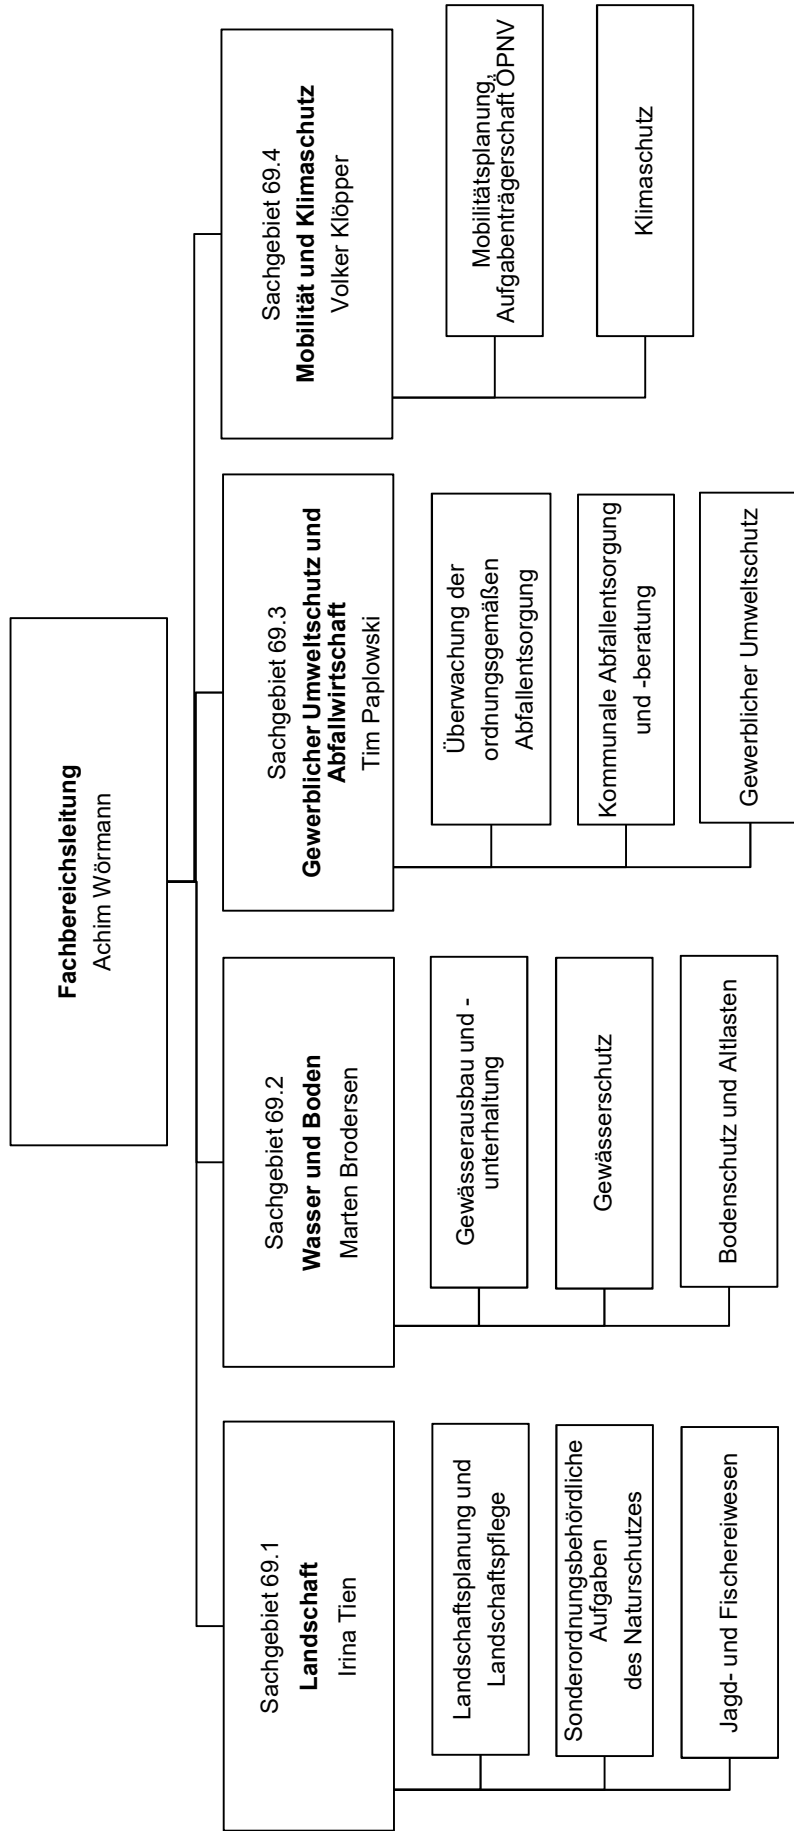 Fachbereichsleitung
Achim Wörmann
Sachgebiet 69.1
Landschaft
Irina Tien
Landschaftsplanung und
Landschaftspflege
Sonderordnungsbehördliche
Aufgaben
des Naturschutzes
Jagd- und Fischereiwesen
Sachgebiet 69.2
Wasser und Boden
Marten Brodersen
Gewässerausbau und -
unterhaltung
Gewässerschutz
Bodenschutz und Altlasten
Sachgebiet 69.3
Gewerblicher Umweltschutz und
Abfallwirtschaft
Tim Paplowski
Überwachung der
ordnungsgemäßen
Abfallentsorgung
Kommunale Abfallentsorgung
und -beratung
Gewerblicher Umweltschutz
Sachgebiet 69.4
Mobilität und Klimaschutz
Volker Klöpper
Mobilitätsplanung,
Aufgabenträgerschaft ÖPNV
Klimaschutz